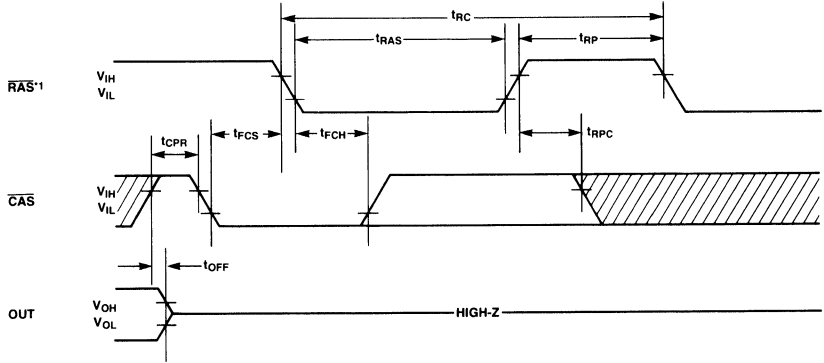 tRC
tRAS
tRP
RAS*1
VIH
VIL
tFCS
tFCH
tRPC
tCPR
CAS
VIH
VIL
tOFF
OUT
VOH
VOL
HIGH-Z